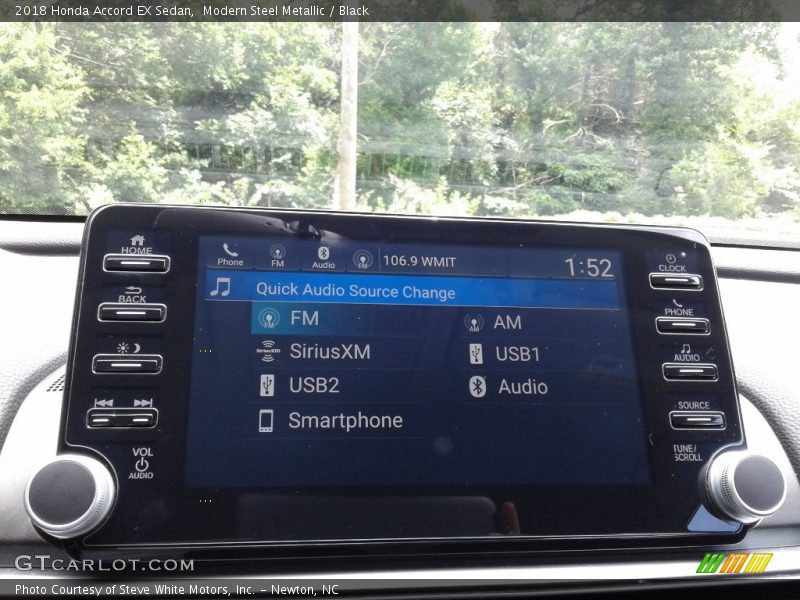 2018 Honda Accord EX Sedan,  Modern Steel Metallic / Black
HOME
BACK
VOL
AUDIO
Phone
FM
Audio
106.9 WMIT
1:52
Quick Audio Source Change
FM
AM
SiriusXM
SiriusXM
USB1
USB2
Audio
Smartphone
CLOCK
PHONE
AUDIO
SOURCE
TUNE/
SCROLL
GTCARLOT.COM
Photo Courtesy of Steve White Motors, Inc. – Newton, NC